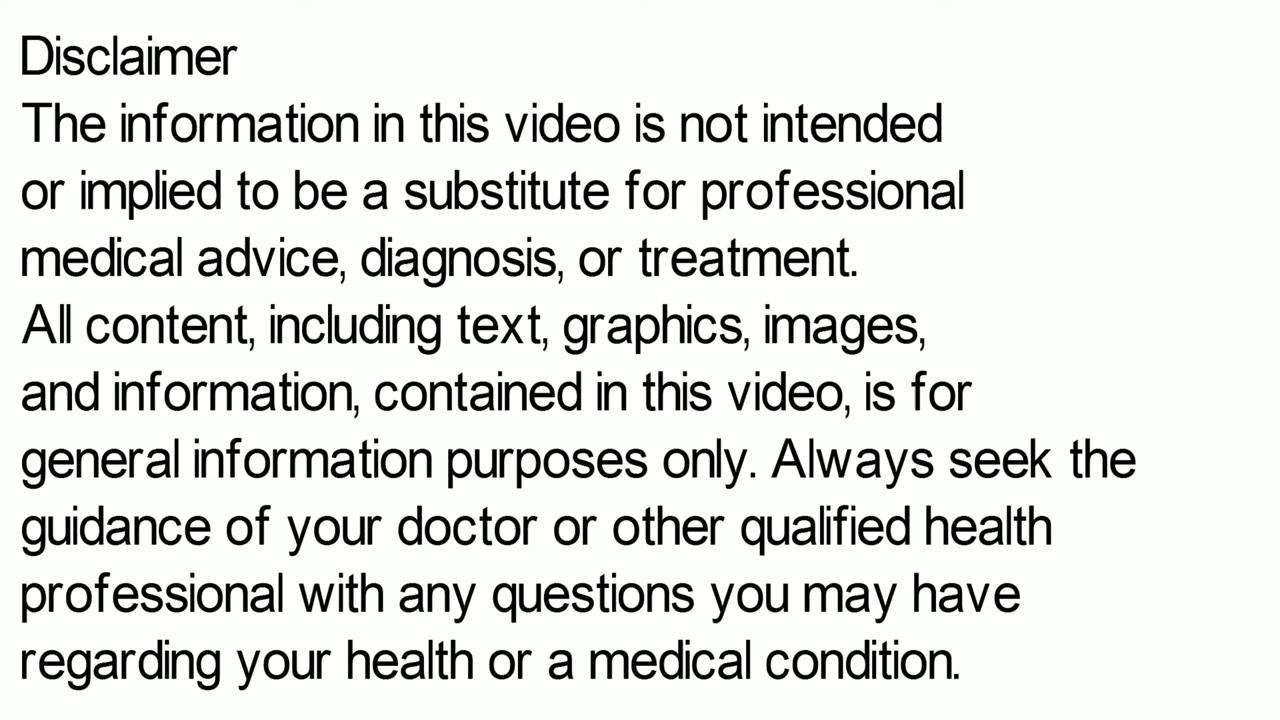 Disclaimer
The information in this video is not intended
or implied to be a substitute for professional
medical advice, diagnosis, or treatment.
All content, including text, graphics, images,
and information, contained in this video, is for
general information purposes only. Always seek the
guidance of your doctor or other qualified health
professional with any questions you may have
regarding your health or a medical condition.